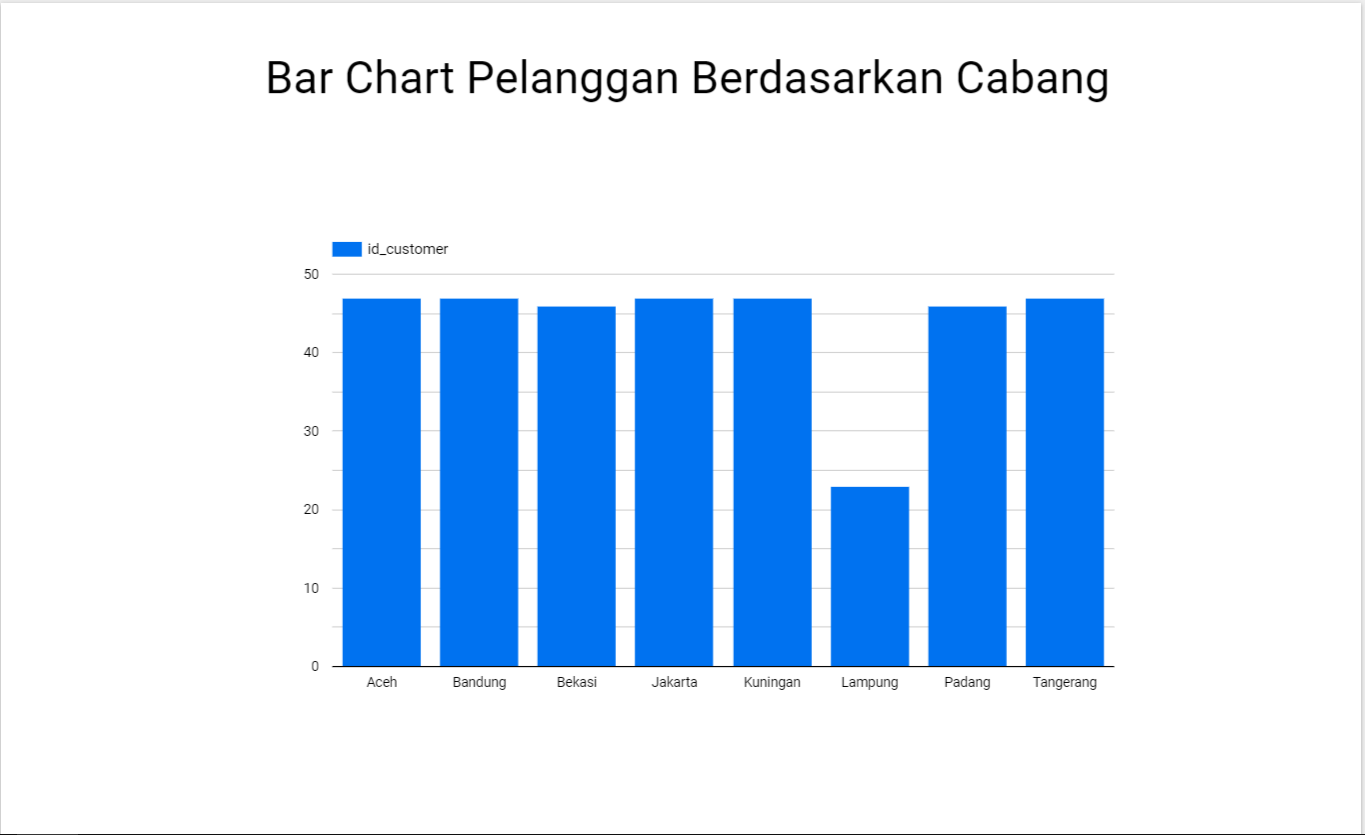 Bar Chart Pelanggan Berdasarkan Cabang
id_customer
50
40
30
20
10
0
Aceh Bandung Bekasi Jakarta Kuningan Lampung Padang Tangerang